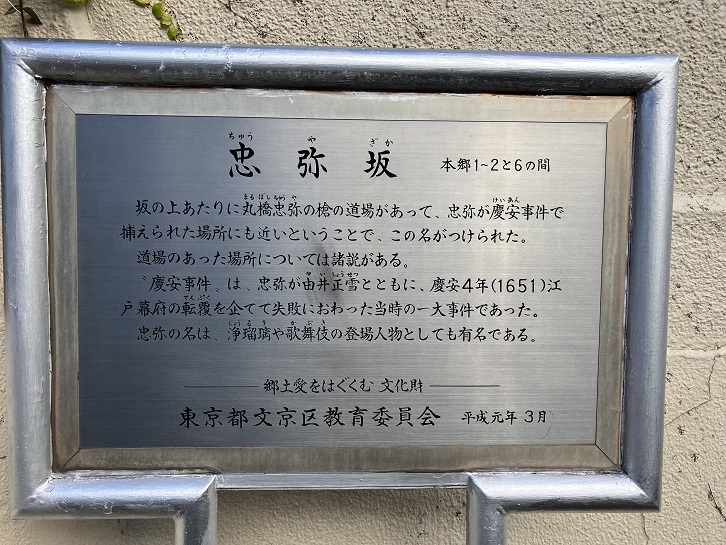 忠弥坂 本郷1~2と6の間
坂の上あたりに丸橋忠弥の槍の道場があって、忠弥が慶安事件で
捕えられた場所にも近いということで、この名がつけられた。
道場のあった場所については諸説がある。
〝慶安事件〟は、忠弥が由井正雪とともに、慶安4年(1651)江
戸幕府の転覆を企てて失敗におわった当時の一大事件であった。
忠弥の名は、浄瑠璃や歌舞伎の登場人物としても有名である。
郷土愛をはぐくむ 文化財
東京都文京区教育委員会 平成元年 3月